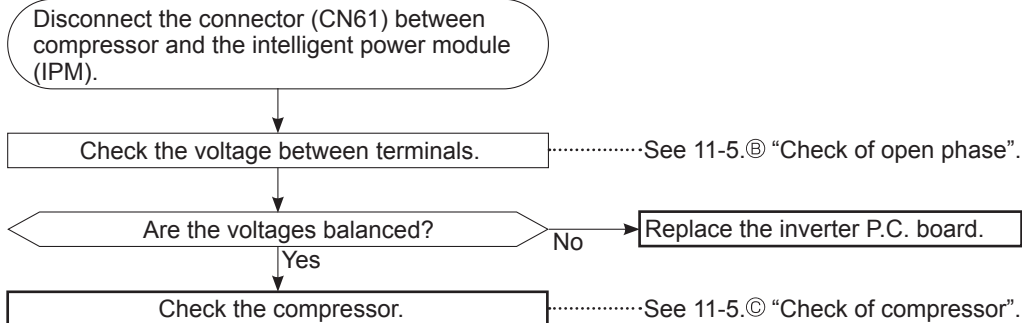 Disconnect the connector (CN61) between
compressor and the intelligent power module
(IPM).
Check the voltage between terminals.
See 11-5.Ⓑ “Check of open phase”.
Are the voltages balanced?
No
Replace the inverter P.C. board.
Yes
Check the compressor.
See 11-5.Ⓒ “Check of compressor”.